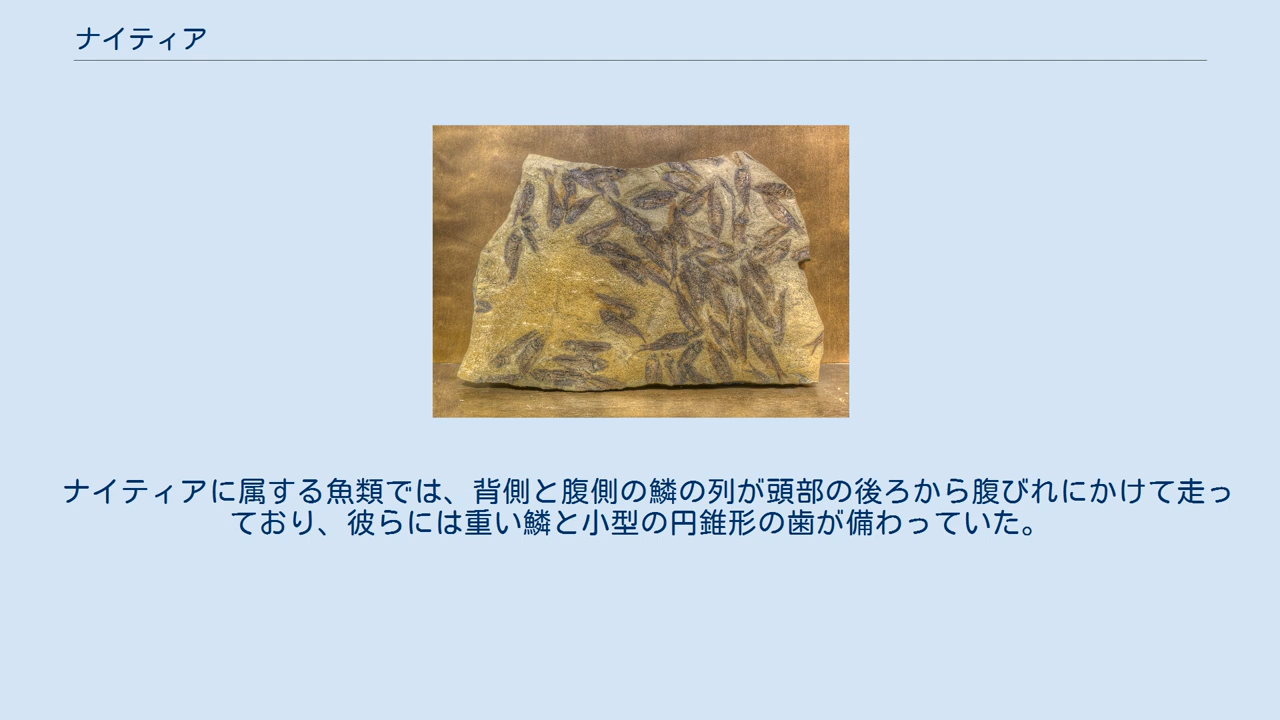 ナイティア
ナイティアに属する魚類では、背側と腹側の鱗の列が頭部の後ろから腹びれにかけて走っ
ており、彼らには重い鱗と小型の円錐形の歯が備わっていた。